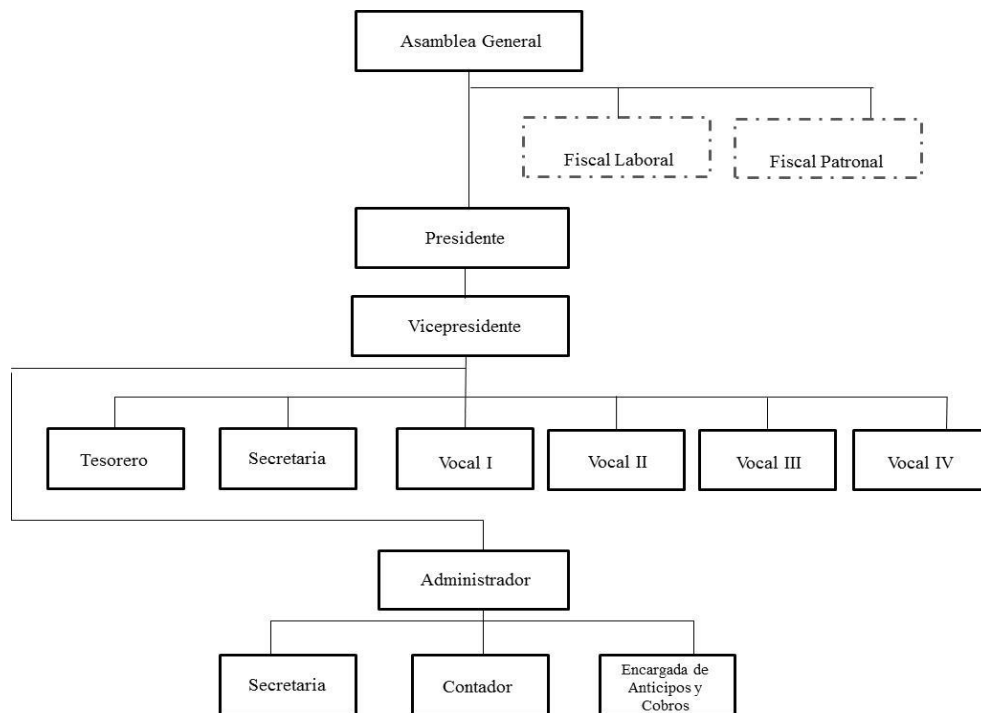 Asamblea General
Fiscal Laboral
Fiscal Patronal
Presidente
Vicepresidente
Tesorero
Secretaria
Vocal I
Vocal II
Vocal III
Vocal IV
Administrador
Secretaria
Contador
Encargada de
Anticipos y
Cobros